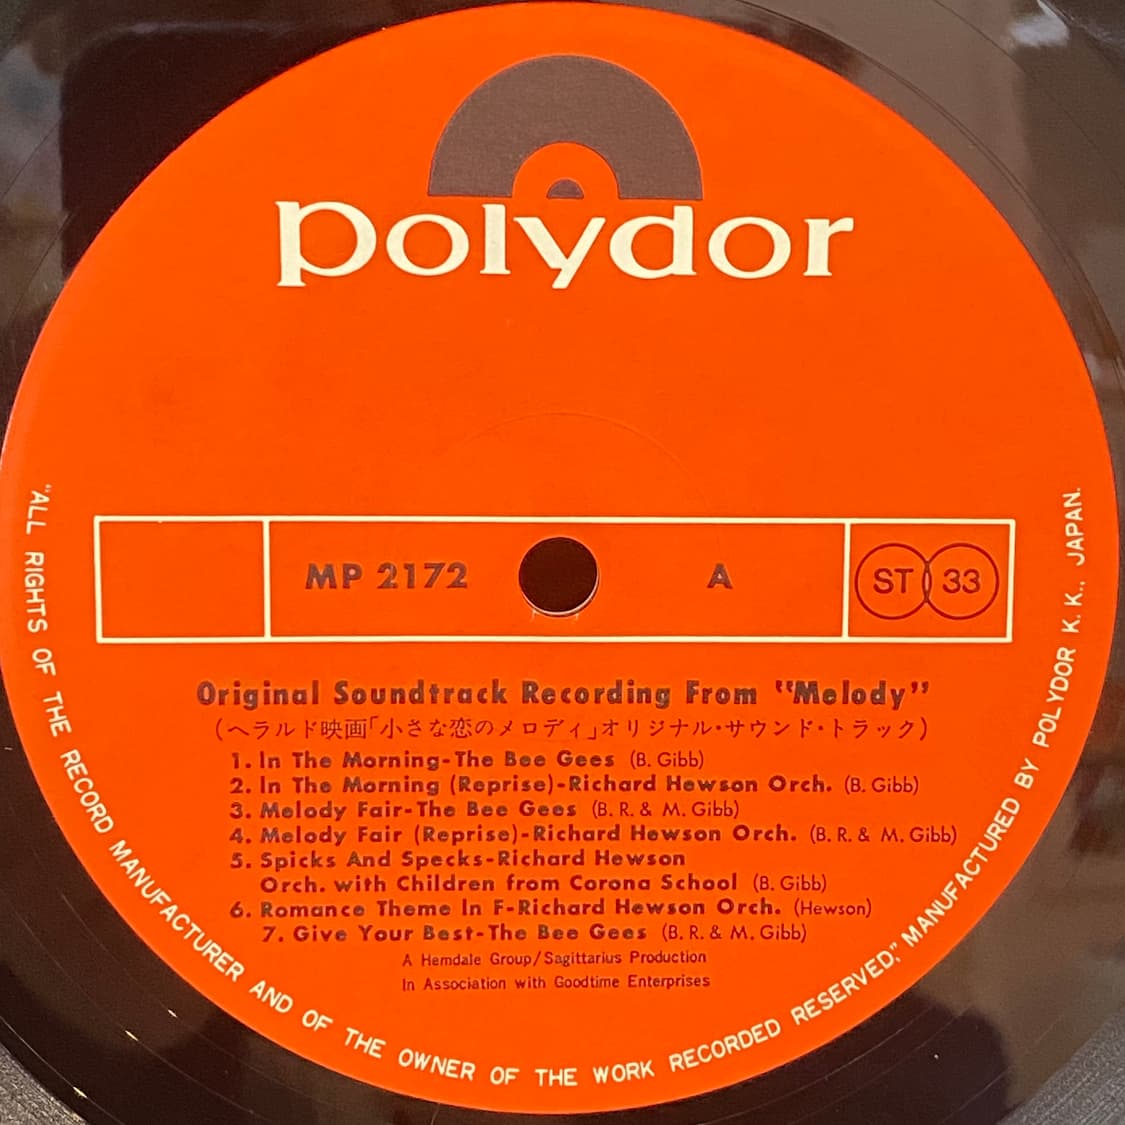 polydor
MP 2172
A
ST 33
Original Soundtrack Recording From "Melody"
(ヘラルド映画「小さな恋のメロディ」オリジナル・サウンド・トラック)
1. In The Morning-The Bee Gees (B. Gibb)
2. In The Morning (Reprise)-Richard Hewson Orch. (B. Gibb)
3. Melody Fair-The Bee Gees (B. R. & M. Gibb)
4. Melody Fair (Reprise)-Richard Hewson Orch. (B. R. & M. Gibb)
5. Spicks And Specks-Richard Hewson
Orch. with Children from Corona School (B. Gibb)
6. Romance Theme In F-Richard Hewson Orch. (Hewson)
7. Give Your Best-The Bee Gees (B. R. & M. Gibb)
A Hemdale Group/Sagittarius Production
In Association with Goodtime Enterprises
"ALL RIGHTS OF THE RECORD MANUFACTURER AND OF THE OWNER OF THE WORK RECORDED RESERVED," MANUFACTURED BY POLYDOR K. K., JAPAN.